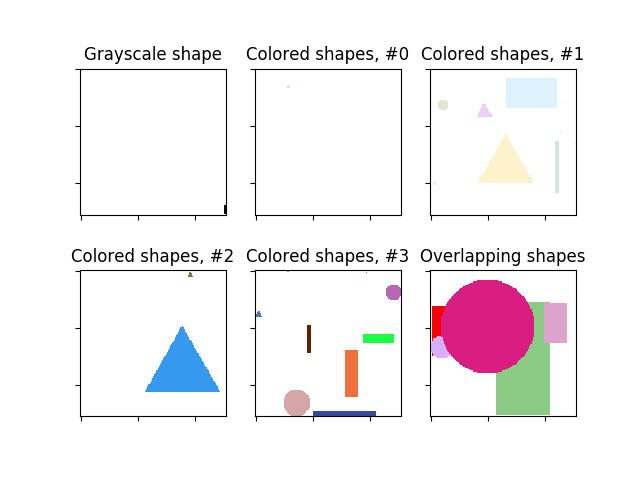 Grayscale shape
Colored shapes, #0
Colored shapes, #1
Colored shapes, #2
Colored shapes, #3
Overlapping shapes